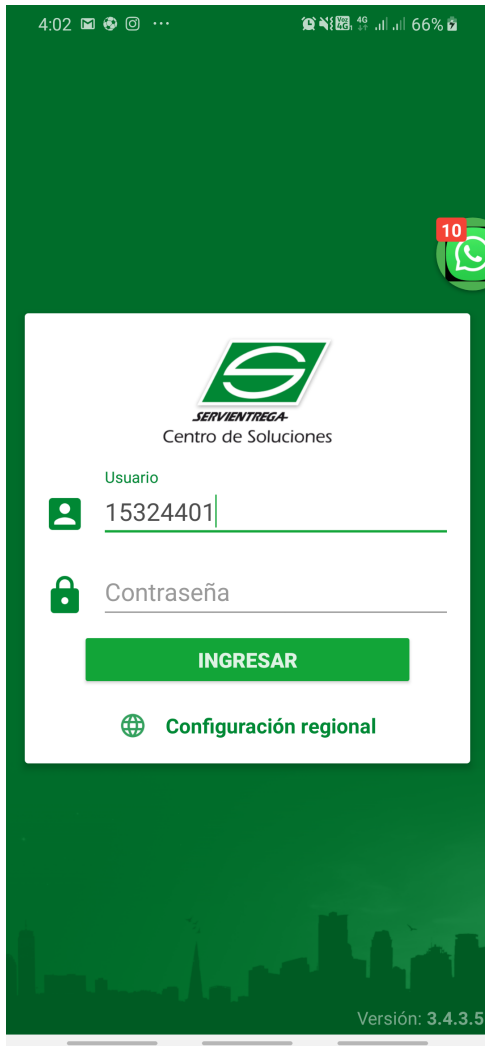 4:02 ... 66%
10
SERVIENTREGA
Centro de Soluciones
Usuario
15324401
Contraseña
INGRESAR
Configuración regional
Versión: 3.4.3.5